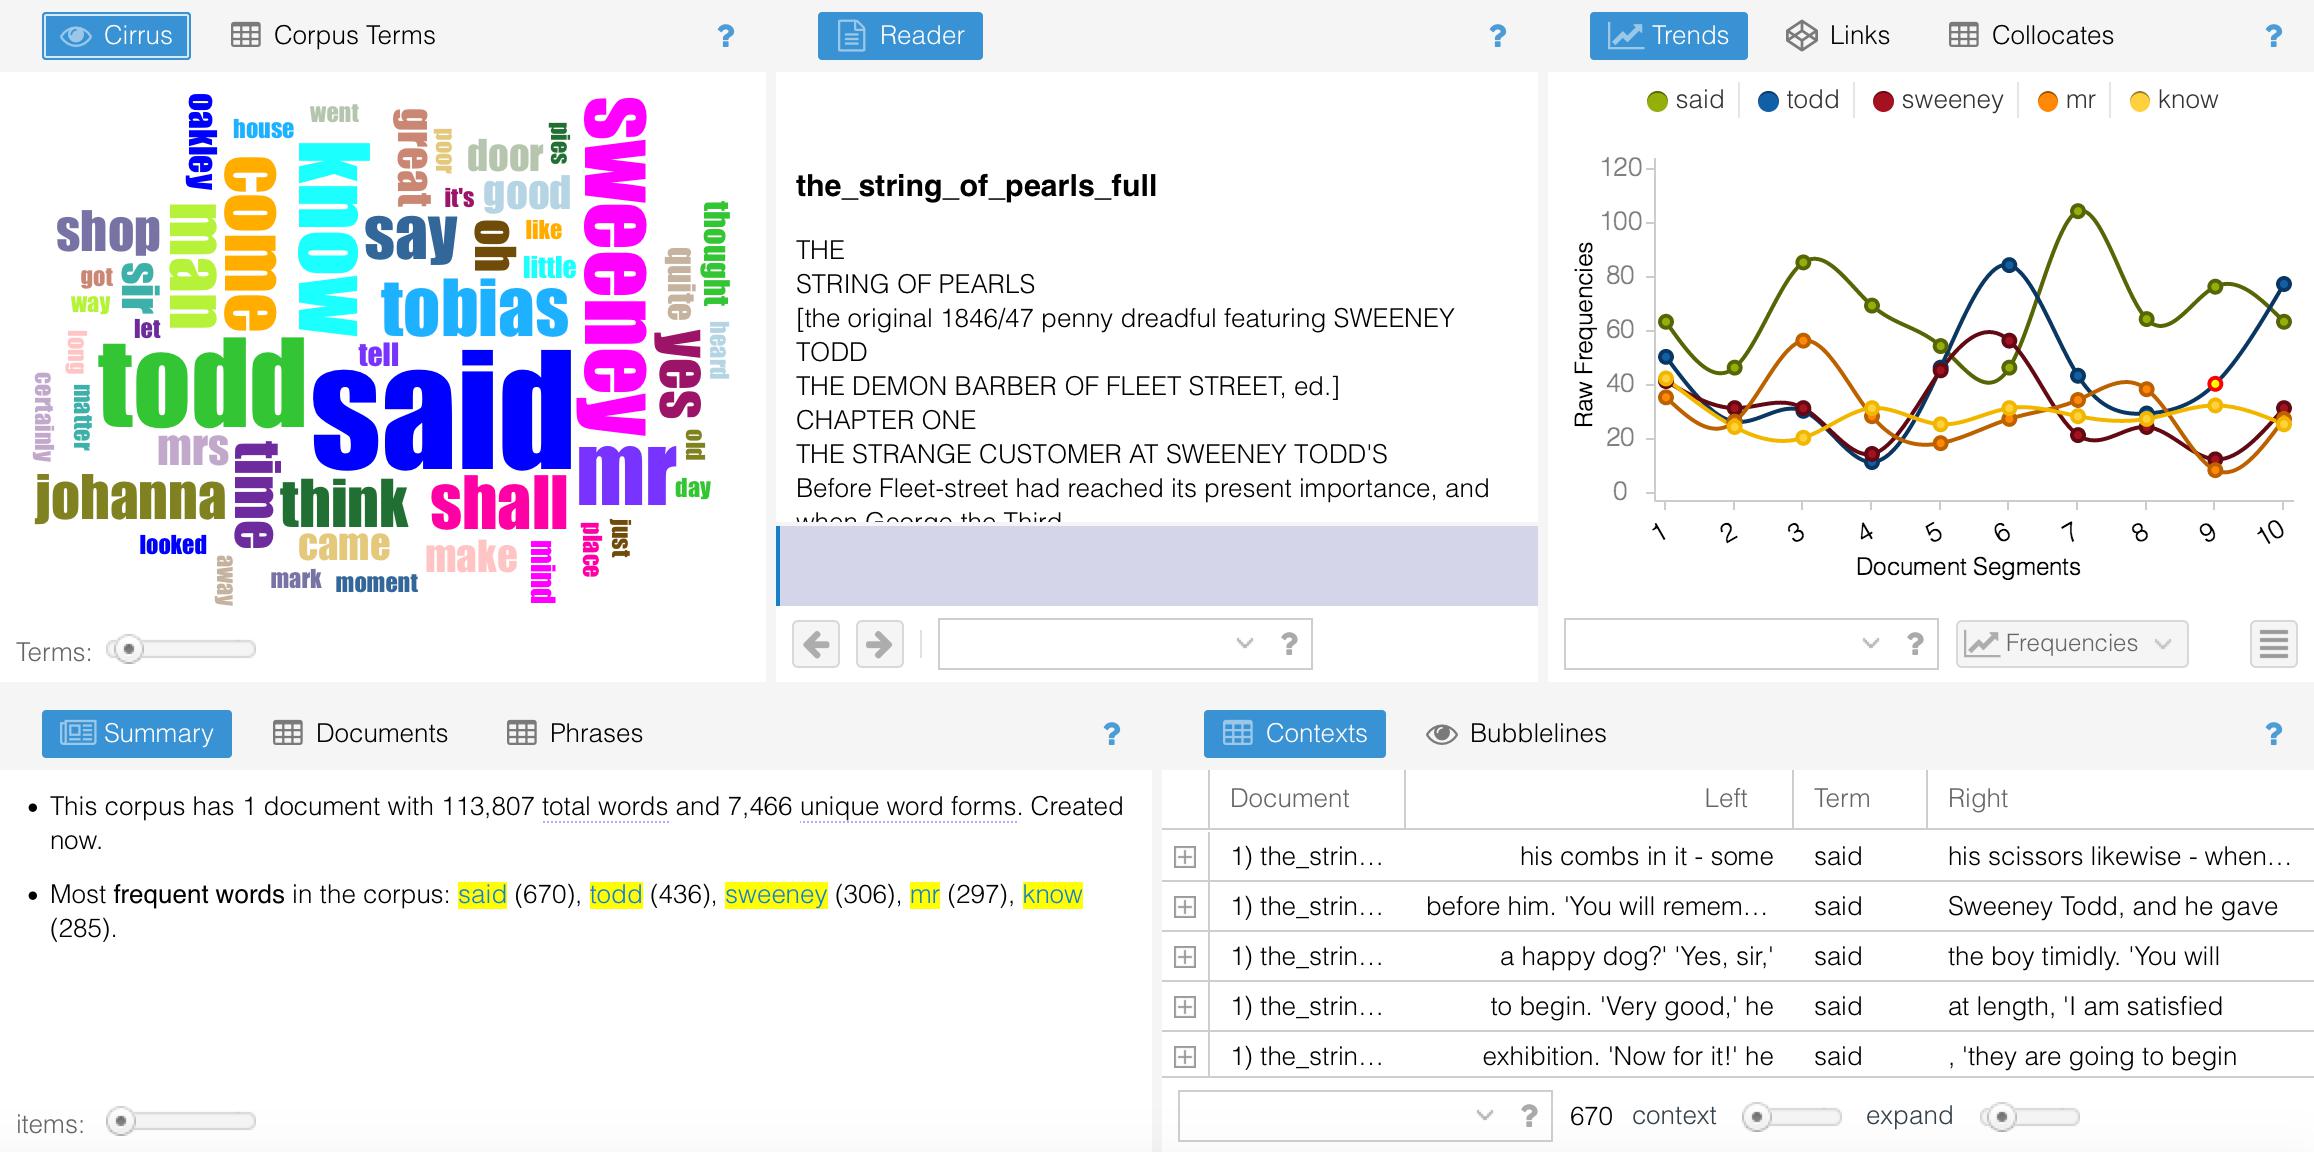 Cirrus
Corpus Terms
?
oakley
house
went
great
poor
door
pies
sweeney
come
know
it's
good
man
shop
say
oh
like
thought
little
quite
got
sir
way
let
tobias
long
todd
tell
said
yes
heard
certainly
matter
mrs
time
mr
old
day
johanna
think
shall
looked
came
make
mind
place
just
away
mark
moment
Terms:
Reader
?
the_string_of_pearls_full
THE
STRING OF PEARLS
[the original 1846/47 penny dreadful featuring SWEENEY
TODD
THE DEMON BARBER OF FLEET STREET, ed.]
CHAPTER ONE
THE STRANGE CUSTOMER AT SWEENEY TODD'S
Before Fleet-street had reached its present importance, and
when George the Third
?
Trends
Links
Collocates
?
said todd sweeney mr know
Raw Frequencies
120
100
80
60
40
20
0
1 2 3 4 5 6 7 8 9 10
Document Segments
? Frequencies
Summary
Documents
Phrases
?
• This corpus has 1 document with 113,807 total words and 7,466 unique word forms. Created
now.
• Most frequent words in the corpus: said (670), todd (436), sweeney (306), mr (297), know
(285).
items:
Contexts
Bubblelines
?
Document Left Term Right
1) the_strin... his combs in it - some said his scissors likewise - when...
1) the_strin... before him. 'You will remem... said Sweeney Todd, and he gave
1) the_strin... a happy dog?' 'Yes, sir,' said the boy timidly. 'You will
1) the_strin... to begin. 'Very good,' he said at length, 'I am satisfied
1) the_strin... exhibition. 'Now for it!' he said , 'they are going to begin
? 670 context expand